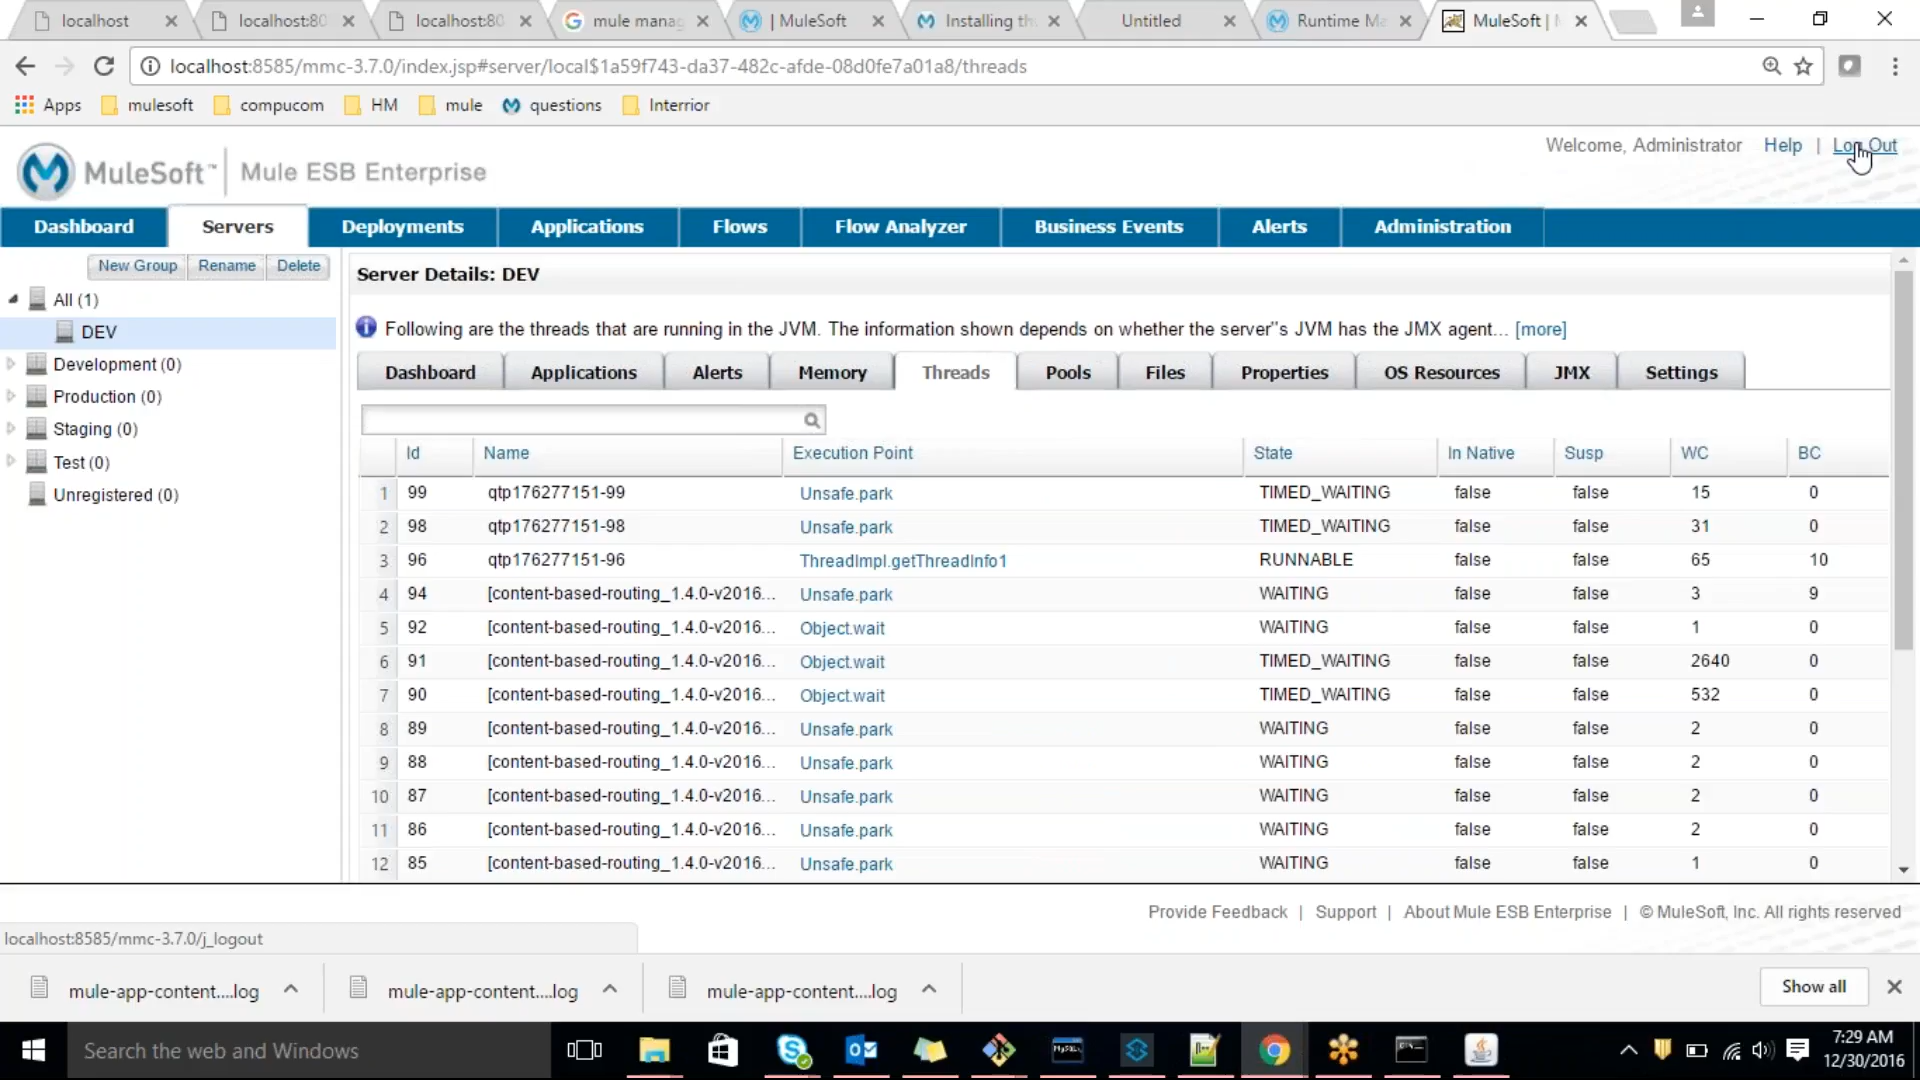 localhost
localhost:80
localhost:80
mule manag
| MuleSoft
Installing th
Untitled
Runtime Ma
MuleSoft | M
localhost:8585/mmc-3.7.0/index.jsp#server/local$1a59f743-da37-482c-afde-08d0fe7a01a8/threads
Apps mulesoft compucom HM mule questions Interrior
Welcome, Administrator Help | Log Out
MuleSoft™ | Mule ESB Enterprise
Dashboard Servers Deployments Applications Flows Flow Analyzer Business Events Alerts Administration
New Group Rename Delete
All (1)
DEV
Development (0)
Production (0)
Staging (0)
Test (0)
Unregistered (0)
Server Details: DEV
Following are the threads that are running in the JVM. The information shown depends on whether the server''s JVM has the JMX agent... [more]
Dashboard Applications Alerts Memory Threads Pools Files Properties OS Resources JMX Settings
Id Name Execution Point State In Native Susp WC BC
1 99 qtp176277151-99 Unsafe.park TIMED_WAITING false false 15 0
2 98 qtp176277151-98 Unsafe.park TIMED_WAITING false false 31 0
3 96 qtp176277151-96 ThreadImpl.getThreadInfo1 RUNNABLE false false 65 10
4 94 [content-based-routing_1.4.0-v2016... Unsafe.park WAITING false false 3 9
5 92 [content-based-routing_1.4.0-v2016... Object.wait WAITING false false 1 0
6 91 [content-based-routing_1.4.0-v2016... Object.wait TIMED_WAITING false false 2640 0
7 90 [content-based-routing_1.4.0-v2016... Object.wait TIMED_WAITING false false 532 0
8 89 [content-based-routing_1.4.0-v2016... Unsafe.park WAITING false false 2 0
9 88 [content-based-routing_1.4.0-v2016... Unsafe.park WAITING false false 2 0
10 87 [content-based-routing_1.4.0-v2016... Unsafe.park WAITING false false 2 0
11 86 [content-based-routing_1.4.0-v2016... Unsafe.park WAITING false false 2 0
12 85 [content-based-routing_1.4.0-v2016... Unsafe.park WAITING false false 1 0
Provide Feedback | Support | About Mule ESB Enterprise | © MuleSoft, Inc. All rights reserved
localhost:8585/mmc-3.7.0/j_logout
mule-app-content....log mule-app-content....log mule-app-content....log Show all
Search the web and Windows
7:29 AM
12/30/2016